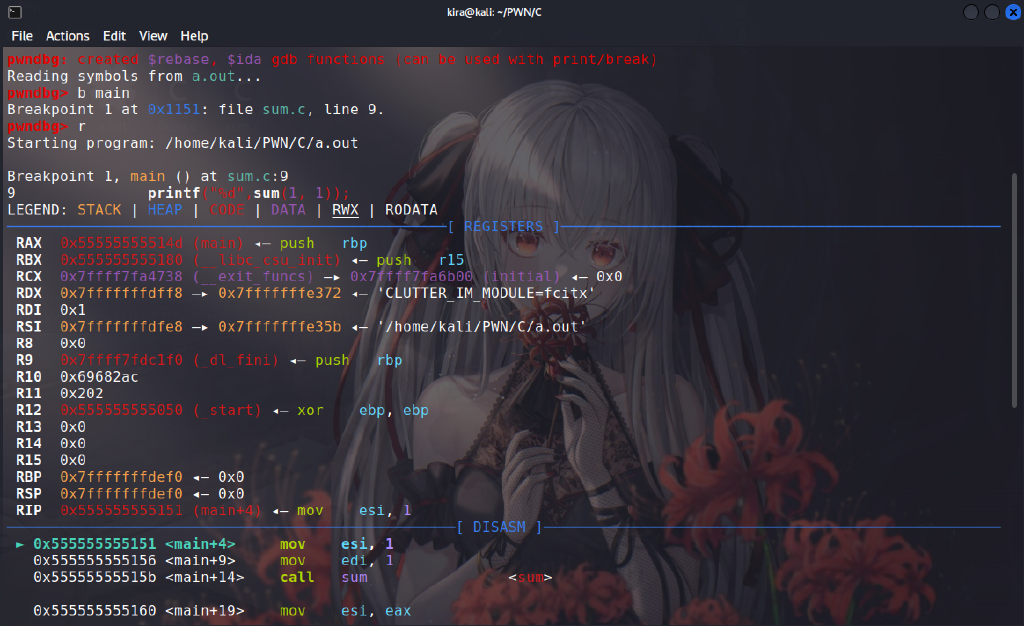 kira@kali: ~/PWN/C
File Actions Edit View Help
pwndbg: created $rebase, $ida gdb functions (can be used with print/break)
Reading symbols from a.out...
pwndbg> b main
Breakpoint 1 at 0x1151: file sum.c, line 9.
pwndbg> r
Starting program: /home/kali/PWN/C/a.out
Breakpoint 1, main () at sum.c:9
9 printf("%d",sum(1, 1));
LEGEND: STACK | HEAP | CODE | DATA | RWX | RODATA
[ REGISTERS ]
RAX 0x55555555514d (main) ◂— push rbp
RBX 0x555555555180 (__libc_csu_init) ◂— push r15
RCX 0x7ffff7fa4738 (__exit_funcs) —▸ 0x7ffff7fa6b00 (initial) ◂— 0x0
RDX 0x7fffffffdff8 —▸ 0x7fffffffe372 ◂— 'CLUTTER_IM_MODULE=fcitx'
RDI 0x1
RSI 0x7fffffffdfe8 —▸ 0x7fffffffe35b ◂— '/home/kali/PWN/C/a.out'
R8 0x0
R9 0x7ffff7fdc1f0 (_dl_fini) ◂— push rbp
R10 0x69682ac
R11 0x202
R12 0x555555555050 (_start) ◂— xor ebp, ebp
R13 0x0
R14 0x0
R15 0x0
RBP 0x7fffffffdef0 ◂— 0x0
RSP 0x7fffffffdef0 ◂— 0x0
RIP 0x555555555151 (main+4) ◂— mov esi, 1
[ DISASM ]
► 0x555555555151 <main+4> mov esi, 1
0x555555555156 <main+9> mov edi, 1
0x55555555515b <main+14> call sum <sum>
0x555555555160 <main+19> mov esi, eax